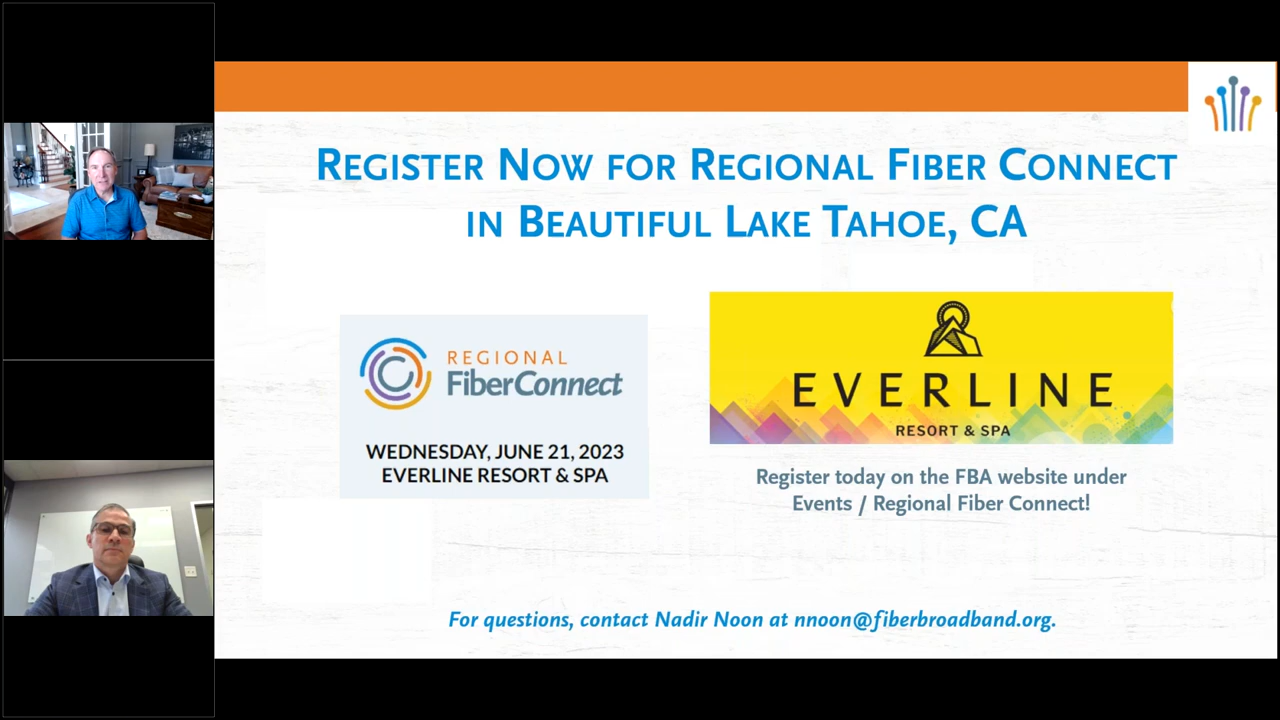 Register Now for Regional Fiber Connect
in Beautiful Lake Tahoe, CA
REGIONAL
FiberConnect
WEDNESDAY, JUNE 21, 2023
EVERLINE RESORT & SPA
EVERLINE
RESORT & SPA
Register today on the FBA website under
Events / Regional Fiber Connect!
For questions, contact Nadir Noon at nnoon@fiberbroadband.org.